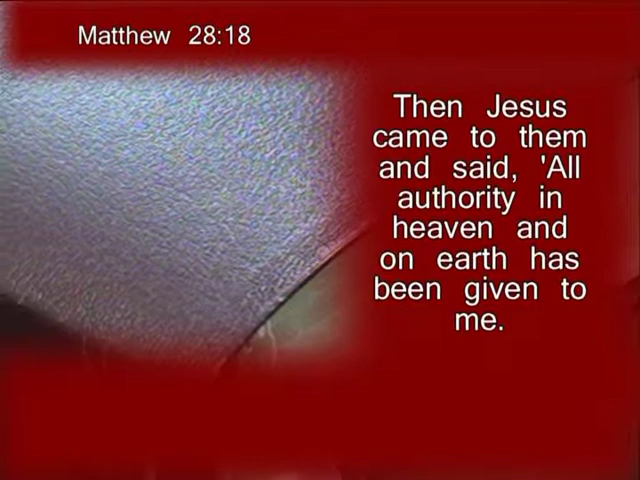 Matthew 28:18
Then Jesus
came to them
and said, 'All
authority in
heaven and
on earth has
been given to
me.